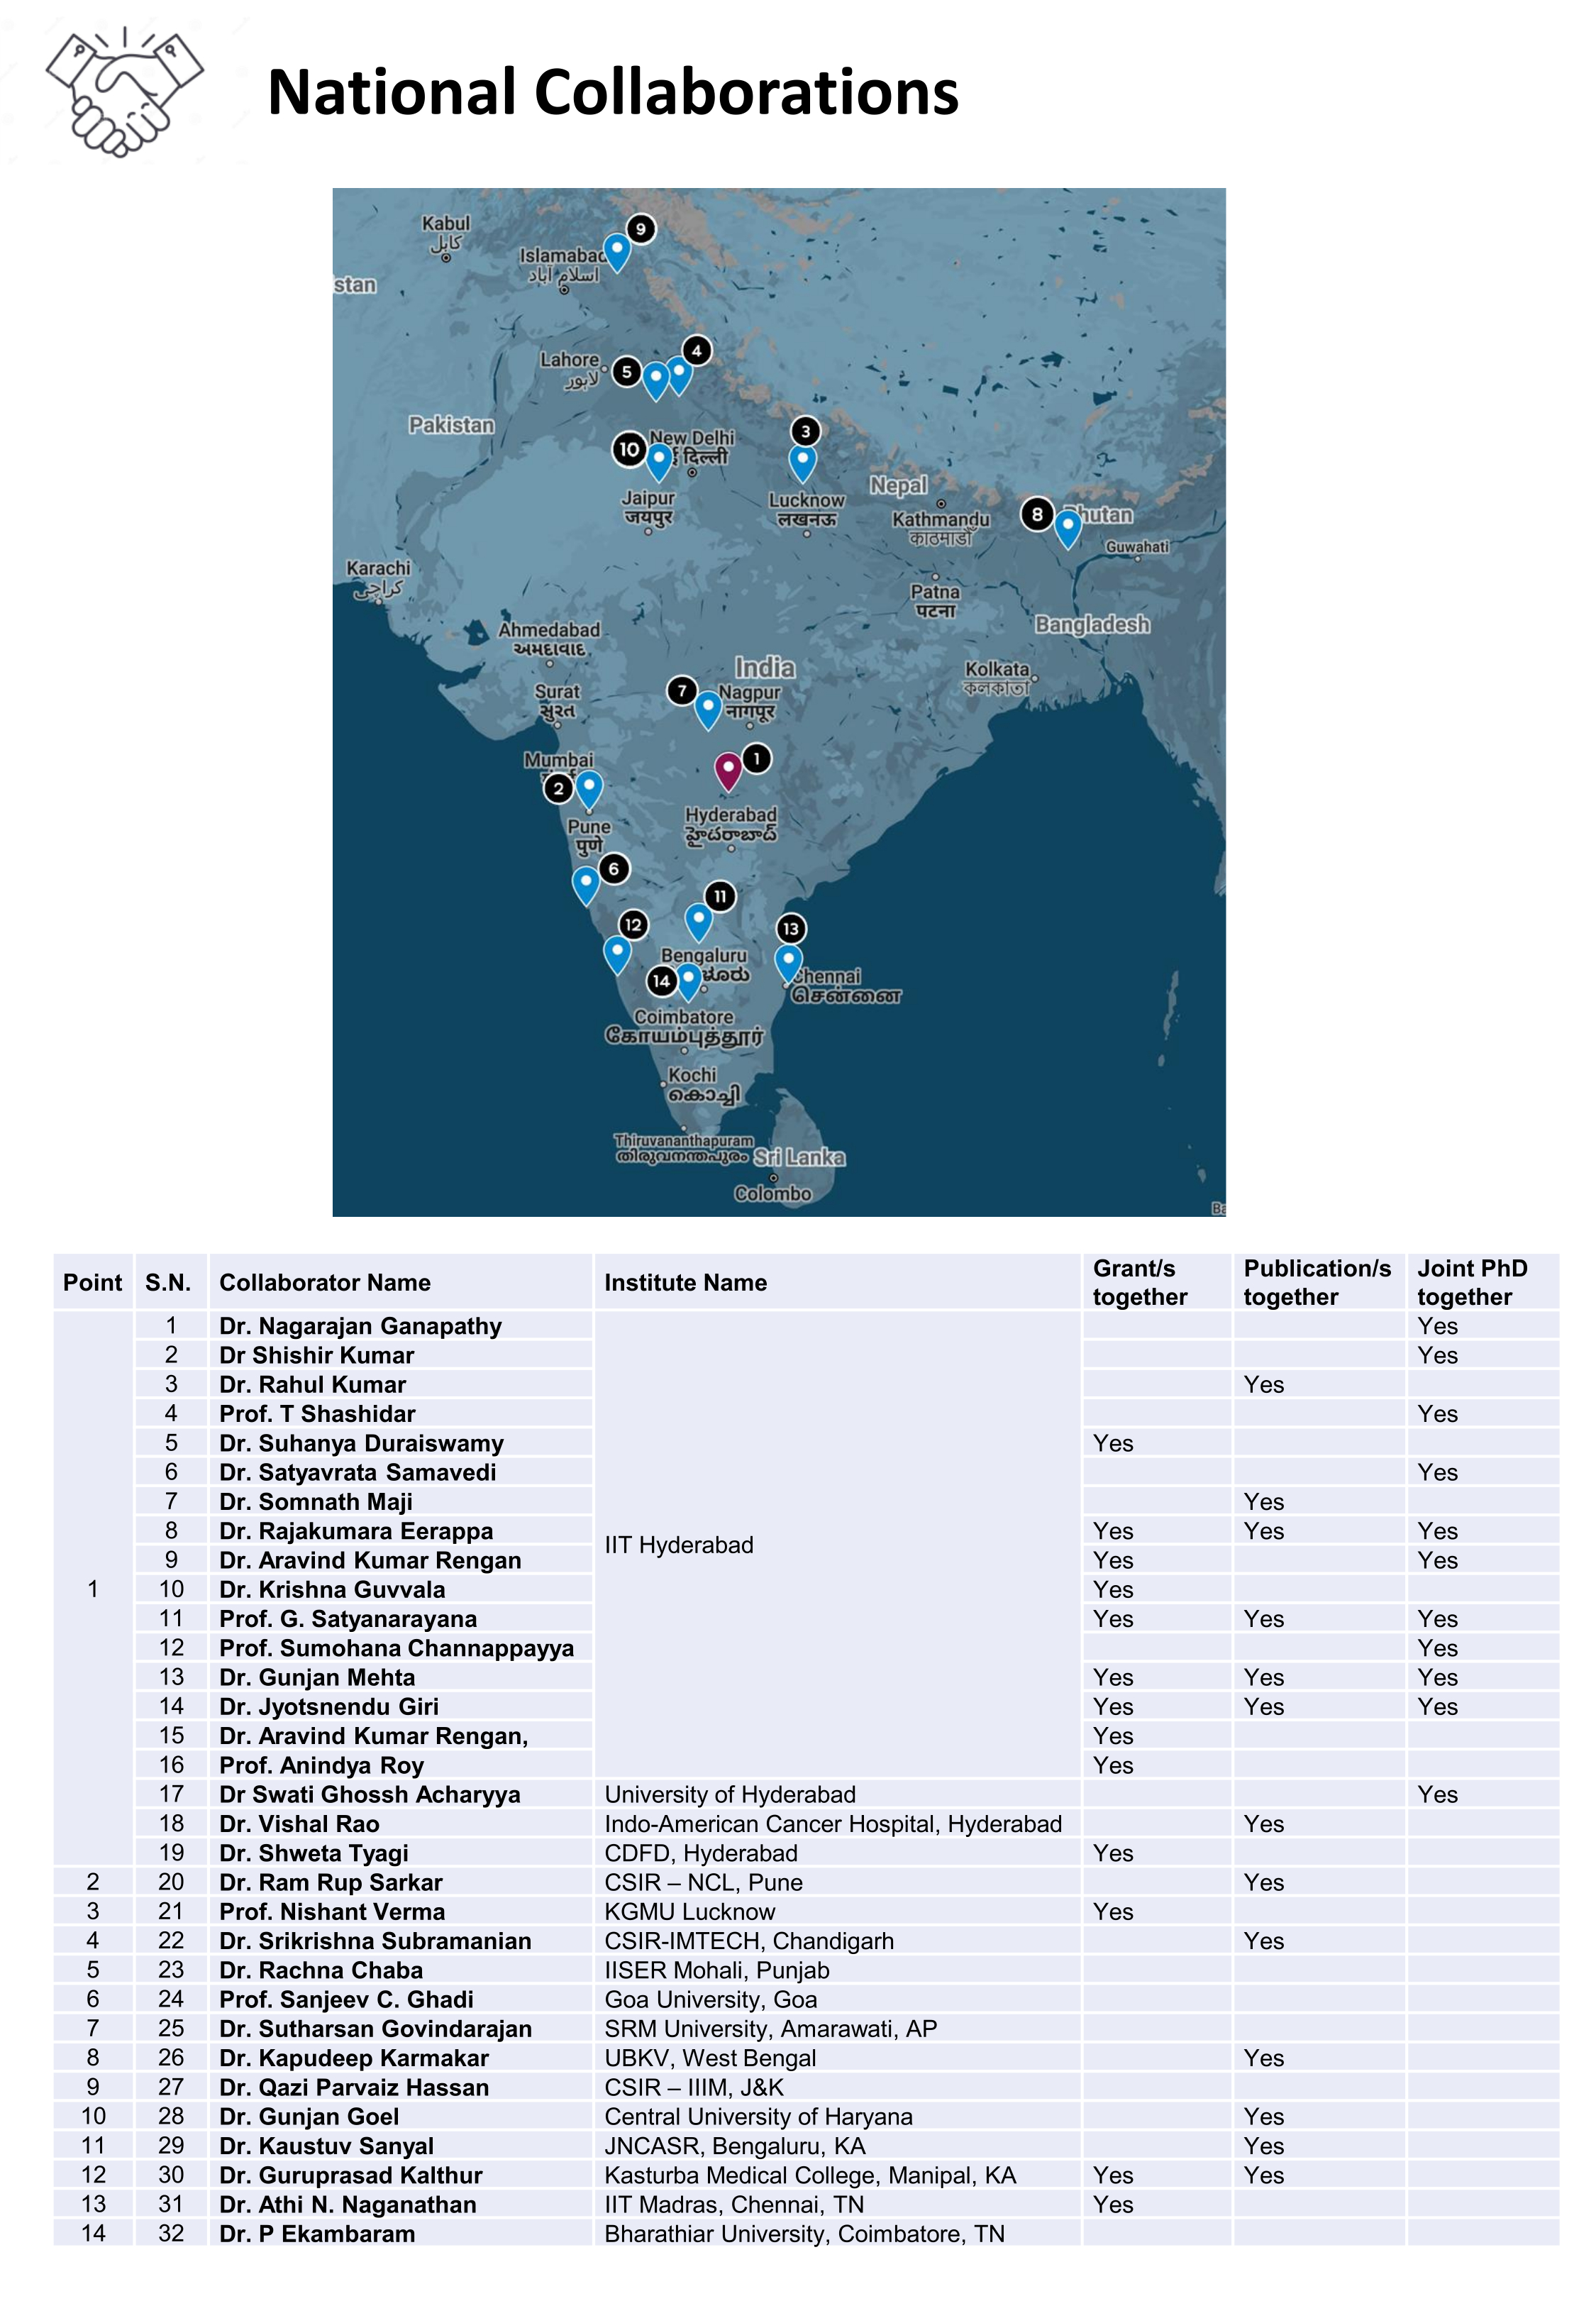 National Collaborations
Kabul
کابل
9
Islamabad
اسلام آباد
stan
4
Lahore
لاہور
5
Pakistan
3
10
New Delhi
दिल्ली
Jaipur
जयपुर
Lucknow
लखनऊ
Nepal
Kathmandu
काठमाडौं
8
Bhutan
Guwahati
Karachi
کراچی
Patna
पटना
Bangladesh
Ahmedabad
અમદાવાદ
India
Kolkata
কলকাতা
Surat
સુરત
7
Nagpur
नागपूर
Mumbai
1
2
Pune
पुणे
Hyderabad
హైదరాబాద్
6
11
12
13
Bengaluru
14
Chennai
சென்னை
Coimbatore
கோயம்புத்தூர்
Kochi
കൊച്ചി
Thiruvananthapuram
തിരുവനന്തപുരം
Sri Lanka
Colombo
Ba
Point S.N. Collaborator Name Institute Name Grant/s together Publication/s together Joint PhD together
1 1 Dr. Nagarajan Ganapathy IIT Hyderabad Yes
2 Dr Shishir Kumar Yes
3 Dr. Rahul Kumar Yes
4 Prof. T Shashidar Yes
5 Dr. Suhanya Duraiswamy Yes
6 Dr. Satyavrata Samavedi Yes
7 Dr. Somnath Maji Yes
8 Dr. Rajakumara Eerappa Yes Yes Yes
9 Dr. Aravind Kumar Rengan Yes Yes
10 Dr. Krishna Guvvala Yes
11 Prof. G. Satyanarayana Yes Yes Yes
12 Prof. Sumohana Channappayya Yes
13 Dr. Gunjan Mehta Yes Yes Yes
14 Dr. Jyotsnendu Giri Yes Yes Yes
15 Dr. Aravind Kumar Rengan, Yes
16 Prof. Anindya Roy Yes
17 Dr Swati Ghossh Acharyya University of Hyderabad Yes
18 Dr. Vishal Rao Indo-American Cancer Hospital, Hyderabad Yes
19 Dr. Shweta Tyagi CDFD, Hyderabad Yes
2 20 Dr. Ram Rup Sarkar CSIR – NCL, Pune Yes
3 21 Prof. Nishant Verma KGMU Lucknow Yes
4 22 Dr. Srikrishna Subramanian CSIR-IMTECH, Chandigarh Yes
5 23 Dr. Rachna Chaba IISER Mohali, Punjab
6 24 Prof. Sanjeev C. Ghadi Goa University, Goa
7 25 Dr. Sutharsan Govindarajan SRM University, Amarawati, AP
8 26 Dr. Kapudeep Karmakar UBKV, West Bengal Yes
9 27 Dr. Qazi Parvaiz Hassan CSIR – IIIM, J&K
10 28 Dr. Gunjan Goel Central University of Haryana Yes
11 29 Dr. Kaustuv Sanyal JNCASR, Bengaluru, KA Yes
12 30 Dr. Guruprasad Kalthur Kasturba Medical College, Manipal, KA Yes Yes
13 31 Dr. Athi N. Naganathan IIT Madras, Chennai, TN Yes
14 32 Dr. P Ekambaram Bharathiar University, Coimbatore, TN